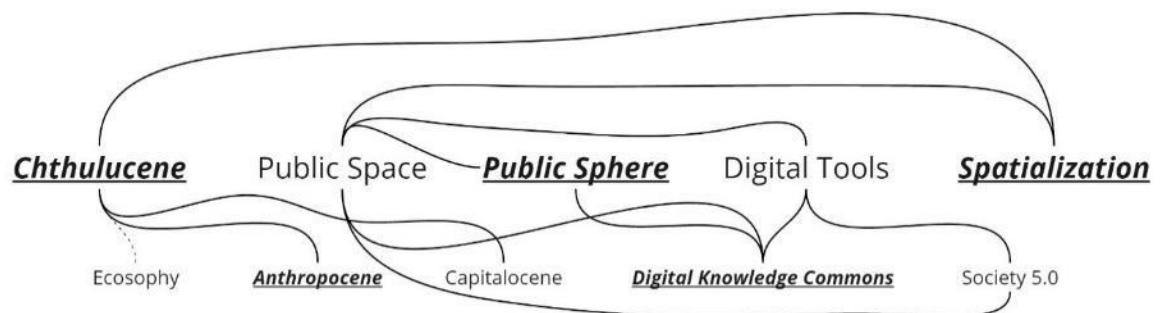 Chthulucene Public Space Public Sphere Digital Tools Spatialization
Ecosophy Anthropocene Capitalocene Digital Knowledge Commons Society 5.0